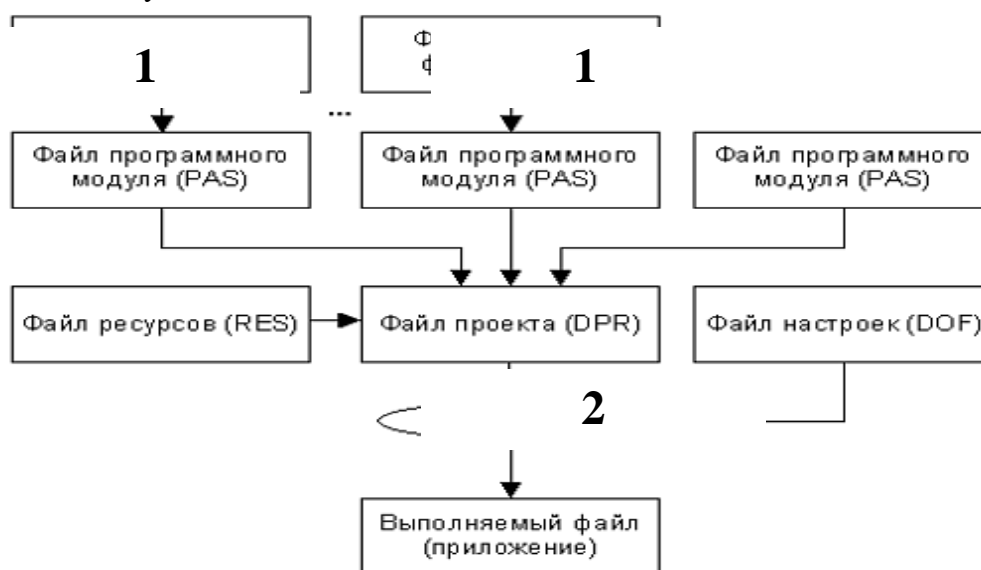 1
1
...
Файл программного
модуля (PAS)
Файл программного
модуля (PAS)
Файл программного
модуля (PAS)
Файл ресурсов (RES)
Файл проекта (DPR)
Файл настроек (DOF)
2
Выполняемый файл
(приложение)